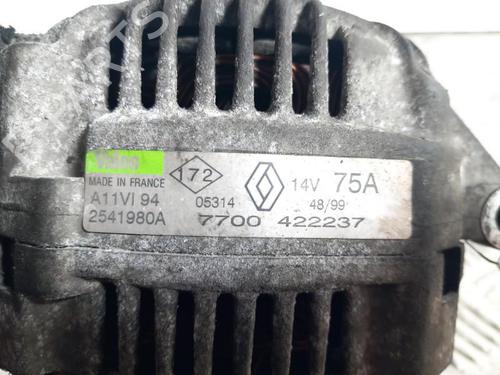 Valeo
MADE IN FRANCE
172
14V 75A
A11VI 94
05314
48/99
2541980A
7700 422237